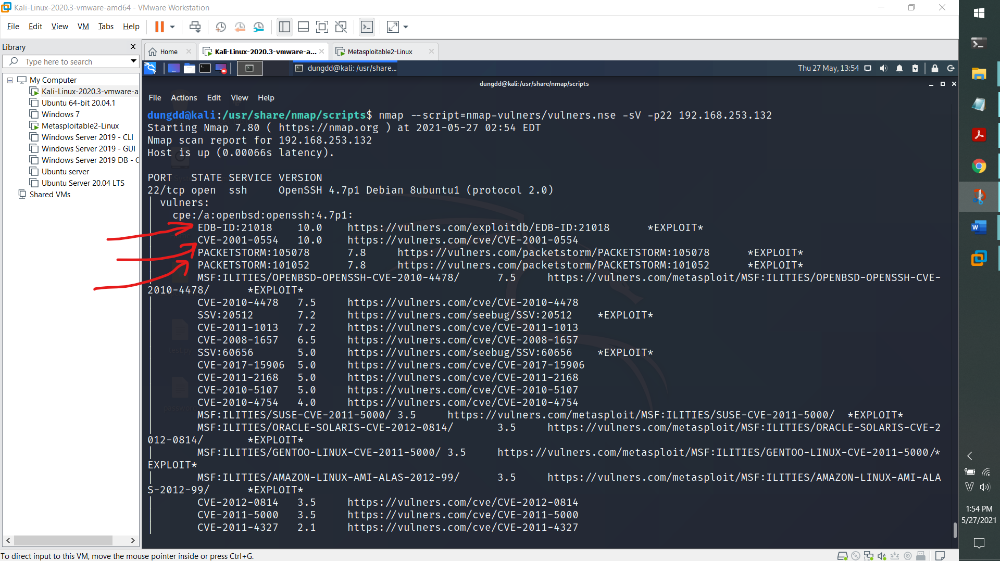 Kali-Linux-2020.3-vmware-amd64 - VMware Workstation
File Edit View VM Tabs Help
Library
Type here to search
My Computer
Kali-Linux-2020.3-vmware-a
Ubuntu 64-bit 20.04.1
Windows 7
Metasploitable2-Linux
Windows Server 2019 - CLI
Windows Server 2019 - GUI
Windows Server 2019 DB - C
Ubuntu server
Ubuntu Server 20.04 LTS
Shared VMs
Home Kali-Linux-2020.3-vmware-a... Metasploitable2-Linux
dungdd@kali: /usr/share... Thu 27 May, 13:54
dungdd@kali:/usr/share/nmap/scripts
File Actions Edit View Help
dungdd@kali:/usr/share/nmap/scripts$ nmap --script=nmap-vulners/vulners.nse -sV -p22 192.168.253.132
Starting Nmap 7.80 ( https://nmap.org ) at 2021-05-27 02:54 EDT
Nmap scan report for 192.168.253.132
Host is up (0.00066s latency).
PORT STATE SERVICE VERSION
22/tcp open ssh OpenSSH 4.7p1 Debian 8ubuntu1 (protocol 2.0)
| vulners:
| cpe:/a:openbsd:openssh:4.7p1:
| EDB-ID:21018 10.0 https://vulners.com/exploitdb/EDB-ID:21018 *EXPLOIT*
| CVE-2001-0554 10.0 https://vulners.com/cve/CVE-2001-0554
| PACKETSTORM:105078 7.8 https://vulners.com/packetstorm/PACKETSTORM:105078 *EXPLOIT*
| PACKETSTORM:101052 7.8 https://vulners.com/packetstorm/PACKETSTORM:101052 *EXPLOIT*
| MSF:ILITIES/OPENBSD-OPENSSH-CVE-2010-4478/ 7.5 https://vulners.com/metasploit/MSF:ILITIES/OPENBSD-OPENSSH-CVE-
2010-4478/ *EXPLOIT*
| CVE-2010-4478 7.5 https://vulners.com/cve/CVE-2010-4478
| SSV:20512 7.2 https://vulners.com/seebug/SSV:20512 *EXPLOIT*
| CVE-2011-1013 7.2 https://vulners.com/cve/CVE-2011-1013
| CVE-2008-1657 6.5 https://vulners.com/cve/CVE-2008-1657
| SSV:60656 5.0 https://vulners.com/seebug/SSV:60656 *EXPLOIT*
| CVE-2017-15906 5.0 https://vulners.com/cve/CVE-2017-15906
| CVE-2011-2168 5.0 https://vulners.com/cve/CVE-2011-2168
| CVE-2010-5107 5.0 https://vulners.com/cve/CVE-2010-5107
| CVE-2010-4754 4.0 https://vulners.com/cve/CVE-2010-4754
| MSF:ILITIES/SUSE-CVE-2011-5000/ 3.5 https://vulners.com/metasploit/MSF:ILITIES/SUSE-CVE-2011-5000/ *EXPLOIT*
| MSF:ILITIES/ORACLE-SOLARIS-CVE-2012-0814/ 3.5 https://vulners.com/metasploit/MSF:ILITIES/ORACLE-SOLARIS-CVE-2
012-0814/ *EXPLOIT*
| MSF:ILITIES/GENTOO-LINUX-CVE-2011-5000/ 3.5 https://vulners.com/metasploit/MSF:ILITIES/GENTOO-LINUX-CVE-2011-5000/*
EXPLOIT*
| MSF:ILITIES/AMAZON-LINUX-AMI-ALAS-2012-99/ 3.5 https://vulners.com/metasploit/MSF:ILITIES/AMAZON-LINUX-AMI-ALA
S-2012-99/ *EXPLOIT*
| CVE-2012-0814 3.5 https://vulners.com/cve/CVE-2012-0814
| CVE-2011-5000 3.5 https://vulners.com/cve/CVE-2011-5000
| CVE-2011-4327 2.1 https://vulners.com/cve/CVE-2011-4327
To direct input to this VM, move the mouse pointer inside or press Ctrl+G.
1:54 PM
5/27/2021